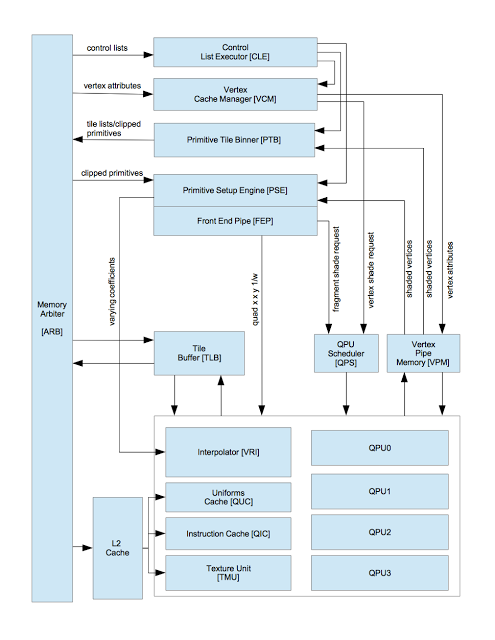 control lists
Control
List Executor [CLE]
vertex attributes
Vertex
Cache Manager [VCM]
tile lists/clipped
primitives
Primitive Tile Binner [PTB]
clipped primitives
Primitive Setup Engine [PSE]
Front End Pipe [FEP]
varying coefficients
quad x x y 1/w
fragment shade request
vertex shade request
shaded vertices
shaded vertices
vertex attributes
Memory
Arbiter
[ARB]
Tile
Buffer [TLB]
QPU
Scheduler
[QPS]
Vertex
Pipe
Memory [VPM]
Interpolator [VRI]
QPU0
Uniforms
Cache [QUC]
QPU1
L2
Cache
Instruction Cache [QIC]
QPU2
Texture Unit
[TMU]
QPU3